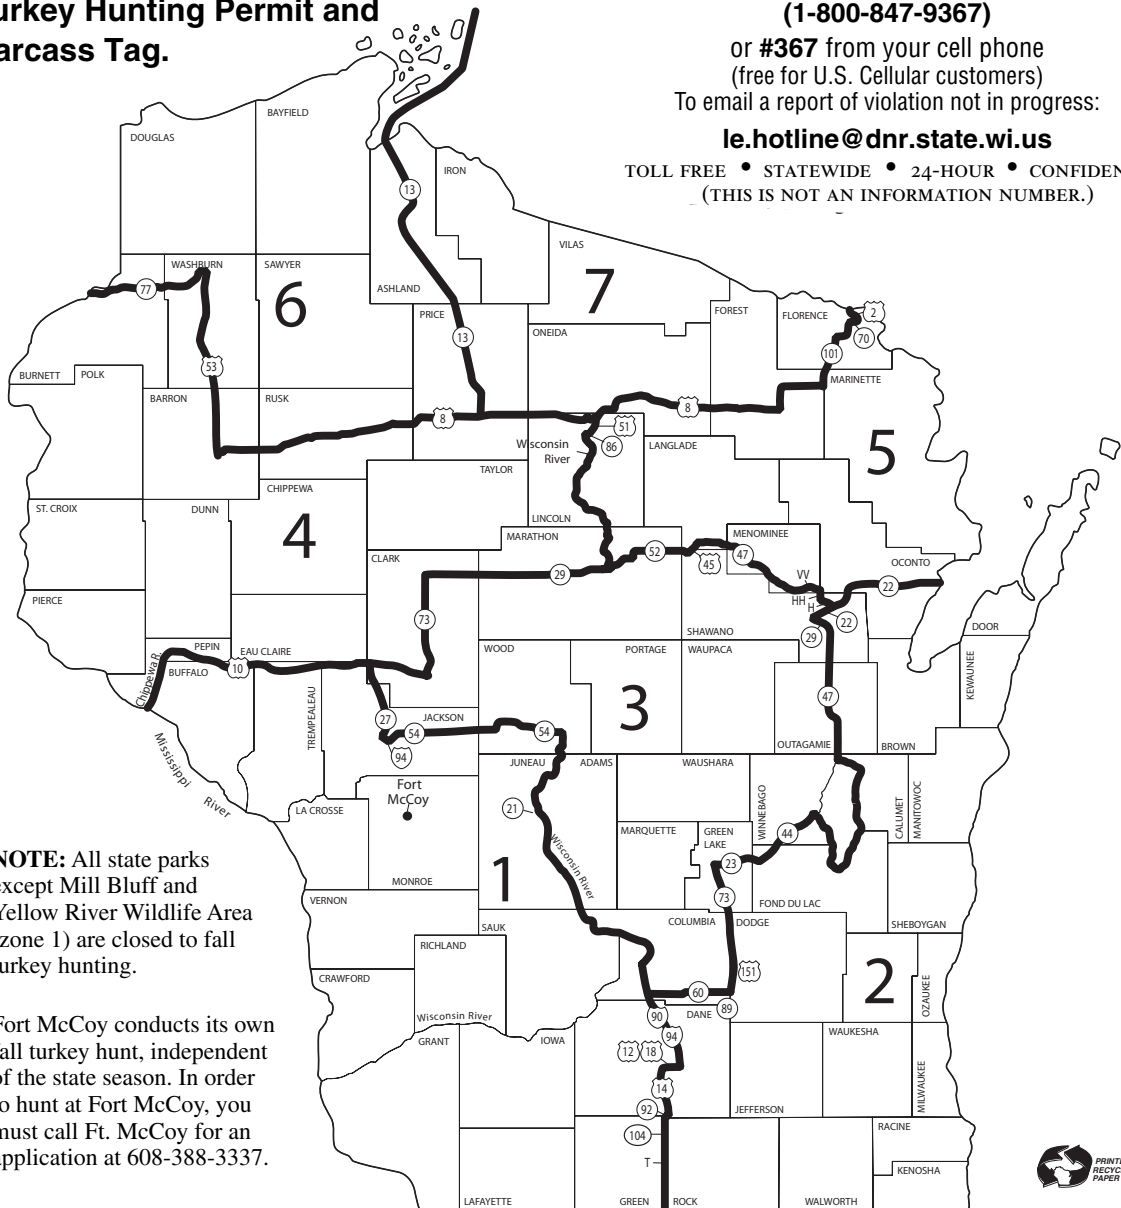 urkey Hunting Permit and
arcass Tag.
(1-800-847-9367)
or #367 from your cell phone
(free for U.S. Cellular customers)
To email a report of violation not in progress:
le.hotline@dnr.state.wi.us
TOLL FREE • STATEWIDE • 24-HOUR • CONFIDEN
(THIS IS NOT AN INFORMATION NUMBER.)
BAYFIELD
DOUGLAS
IRON
13
VILAS
WASHBURN
SAWYER
77
6
7
ASHLAND
PRICE
FOREST
FLORENCE
2
70
ONEIDA
13
101
53
BURNETT
POLK
MARINETTE
BARRON
RUSK
8
8
51
86
Wisconsin
River
LANGLADE
5
TAYLOR
CHIPPEWA
ST. CROIX
DUNN
LINCOLN
4
MARATHON
MENOMINEE
CLARK
52
47
45
OCONTO
29
VV
22
PIERCE
HH
H
73
22
29
SHAWANO
DOOR
PEPIN
EAU CLAIRE
WOOD
PORTAGE
WAUPACA
Chippewa R.
10
BUFFALO
KEWAUNEE
47
3
TREMPEALEAU
27
JACKSON
54
54
94
OUTAGAMIE
BROWN
Mississippi
River
JUNEAU
ADAMS
WAUSHARA
Fort
McCoy
WINNEBAGO
CALUMET
MANITOWOC
LA CROSSE
21
MARQUETTE
GREEN
LAKE
44
Wisconsin River
23
NOTE: All state parks
except Mill Bluff and
Yellow River Wildlife Area
zone 1) are closed to fall
urkey hunting.
1
MONROE
73
VERNON
FOND DU LAC
COLUMBIA
DODGE
SHEBOYGAN
SAUK
RICHLAND
151
2
CRAWFORD
OZAUKEE
60
89
Fort McCoy conducts its own
fall turkey hunt, independent
of the state season. In order
to hunt at Fort McCoy, you
must call Ft. McCoy for an
application at 608-388-3337.
Wisconsin River
90
DANE
94
GRANT
IOWA
WAUKESHA
12
18
14
MILWAUKEE
92
JEFFERSON
104
RACINE
T
KENOSHA
LAFAYETTE
GREEN
ROCK
WALWORTH
PRINT
RECYC
PAPER